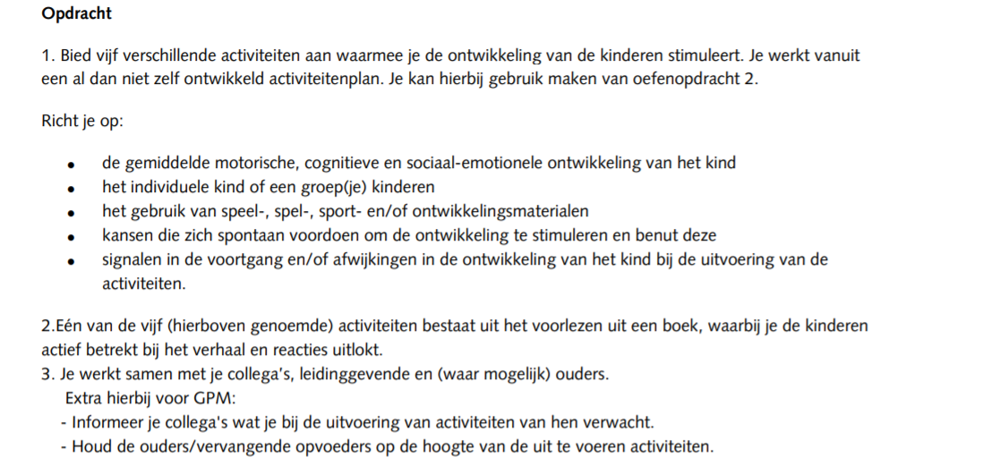 Opdracht
1. Bied vijf verschillende activiteiten aan waarmee je de ontwikkeling van de kinderen stimuleert. Je werkt vanuit
een al dan niet zelf ontwikkeld activiteitenplan. Je kan hierbij gebruik maken van oefenopdracht 2.
Richt je op:
• de gemiddelde motorische, cognitieve en sociaal-emotionele ontwikkeling van het kind
• het individuele kind of een groep(je) kinderen
• het gebruik van speel-, spel-, sport- en/of ontwikkelingsmaterialen
• kansen die zich spontaan voordoen om de ontwikkeling te stimuleren en benut deze
• signalen in de voortgang en/of afwijkingen in de ontwikkeling van het kind bij de uitvoering van de
activiteiten.
2.Eén van de vijf (hierboven genoemde) activiteiten bestaat uit het voorlezen uit een boek, waarbij je de kinderen
actief betrekt bij het verhaal en reacties uitlokt.
3. Je werkt samen met je collega's, leidinggevende en (waar mogelijk) ouders.
Extra hierbij voor GPM:
- Informeer je collega's wat je bij de uitvoering van activiteiten van hen verwacht.
- Houd de ouders/vervangende opvoeders op de hoogte van de uit te voeren activiteiten.